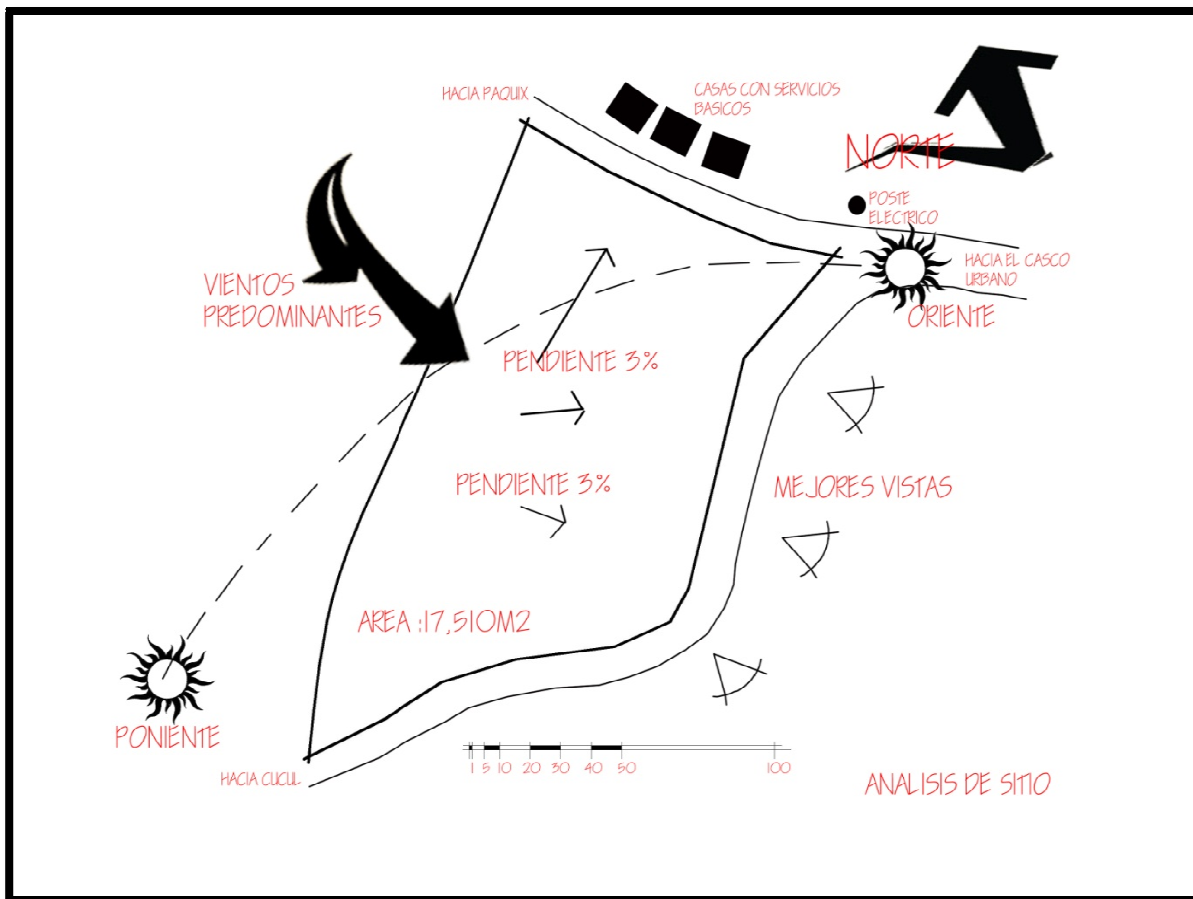 HACIA PAQUIX
CASAS CON SERVICIOS
BASICOS
NORTE
POSTE
ELECTRICO
HACIA EL CASCO
URBANO
ORIENTE
VIENTOS
PREDOMINANTES
PENDIENTE 3%
PENDIENTE 3%
MEJORES VISTAS
AREA :17,510M2
PONIENTE
HACIA CUCUL
1 5 10 20 30 40 50 100
ANALISIS DE SITIO